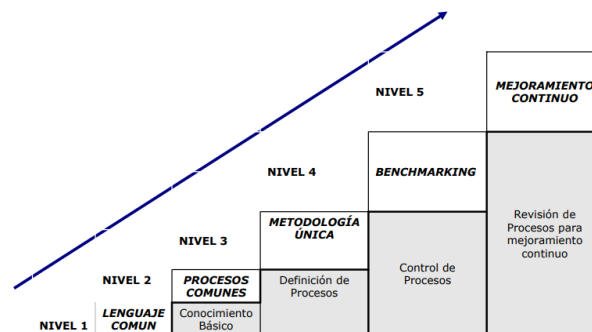 NIVEL 5
MEJORAMIENTO
CONTINUO
NIVEL 4
BENCHMARKING
Revisión de
Procesos para
mejoramiento
continuo
NIVEL 3
METODOLOGÍA
ÚNICA
Control de
Procesos
NIVEL 2
PROCESOS
COMUNES
Definición de
Procesos
NIVEL 1
LENGUAJE
COMUN
Conocimiento
Básico